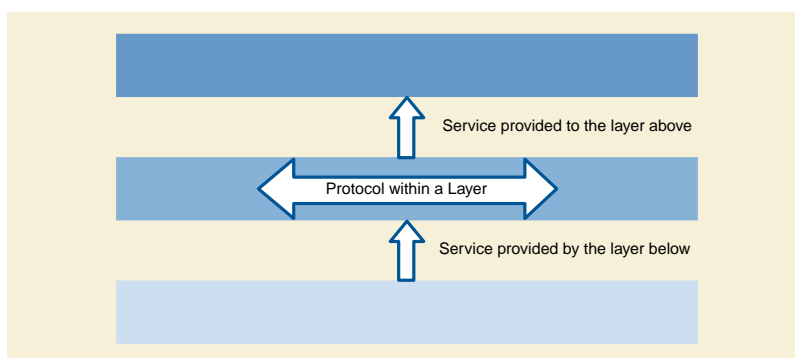 Service provided to the layer above
Protocol within a Layer
Service provided by the layer below